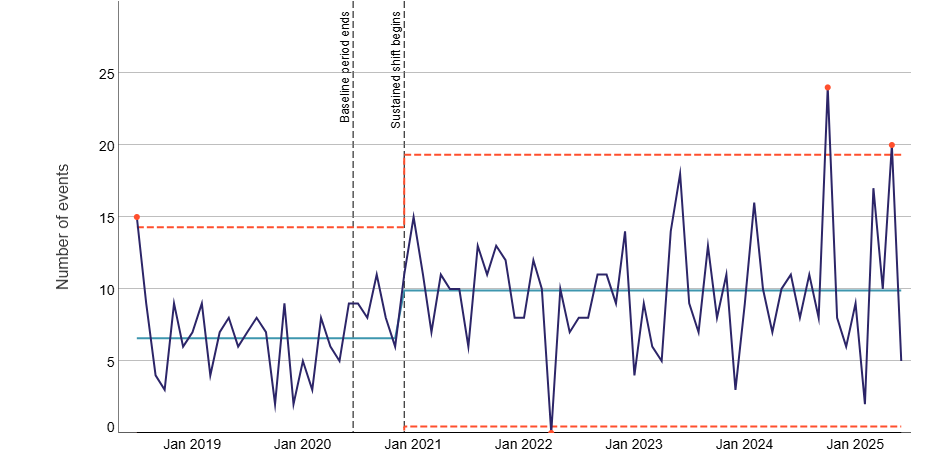 Baseline period ends
Sustained shift begins
Number of events
25
20
15
10
5
0
Jan 2019
Jan 2020
Jan 2021
Jan 2022
Jan 2023
Jan 2024
Jan 2025